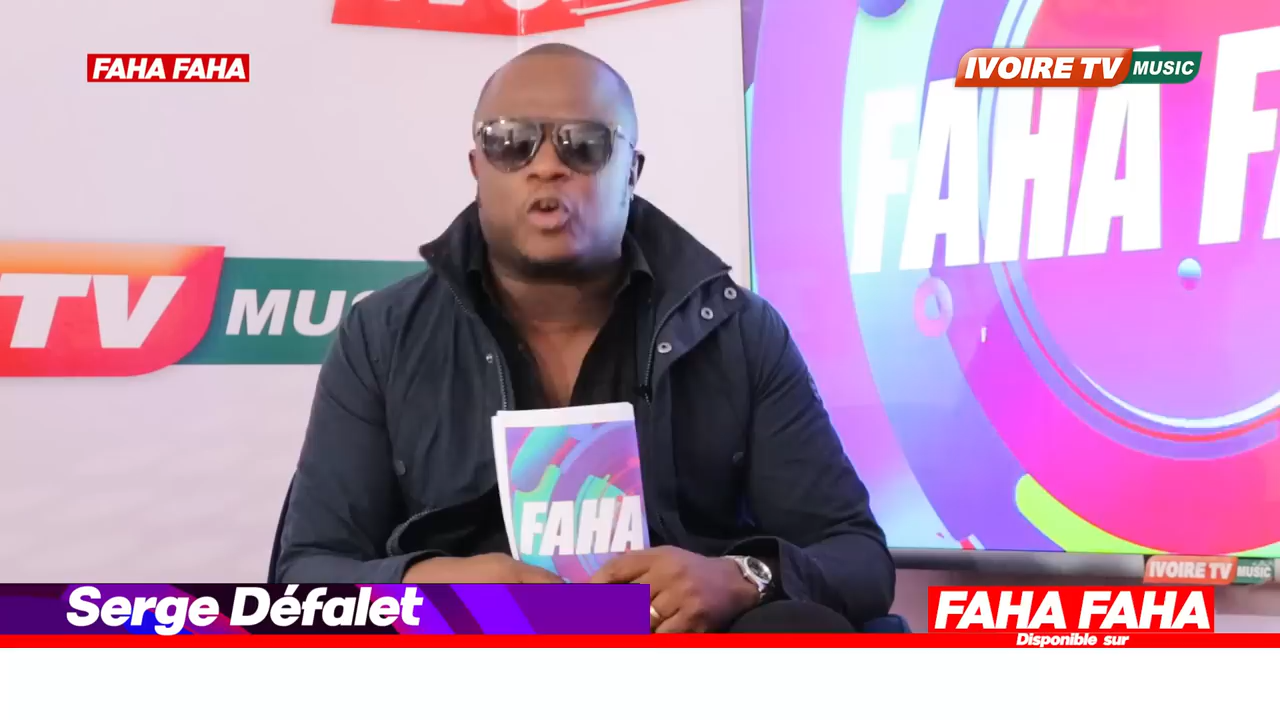 FAHA FAHA
IVOIRE TV MUSIC
FAHA FA
TV MUS
FAHA
IVOIRE TV MUSIC
Serge Défalet
FAHA FAHA
Disponible sur